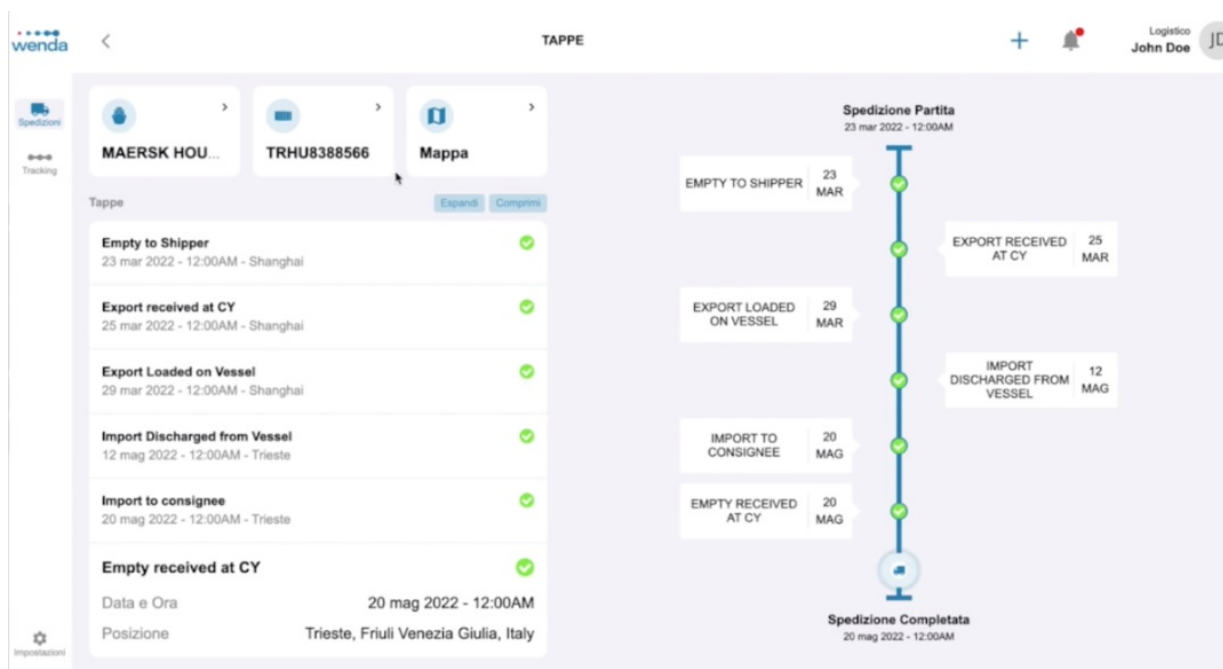 wenda
TAPPE
Logistico
John Doe
JD
Spedizioni
Tracking
Impostazioni
MAERSK HOU...
TRHU8388566
Mappa
Tappe
Espandi
Comprimi
Empty to Shipper
23 mar 2022 - 12:00AM - Shanghai
Export received at CY
25 mar 2022 - 12:00AM - Shanghai
Export Loaded on Vessel
29 mar 2022 - 12:00AM - Shanghai
Import Discharged from Vessel
12 mag 2022 - 12:00AM - Trieste
Import to consignee
20 mag 2022 - 12:00AM - Trieste
Empty received at CY
Data e Ora 20 mag 2022 - 12:00AM
Posizione Trieste, Friuli Venezia Giulia, Italy
Spedizione Partita
23 mar 2022 - 12:00AM
EMPTY TO SHIPPER
23
MAR
EXPORT RECEIVED
AT CY
25
MAR
EXPORT LOADED
ON VESSEL
29
MAR
IMPORT
DISCHARGED FROM
VESSEL
12
MAG
IMPORT TO
CONSIGNEE
20
MAG
EMPTY RECEIVED
AT CY
20
MAG
Spedizione Completata
20 mag 2022 - 12:00AM